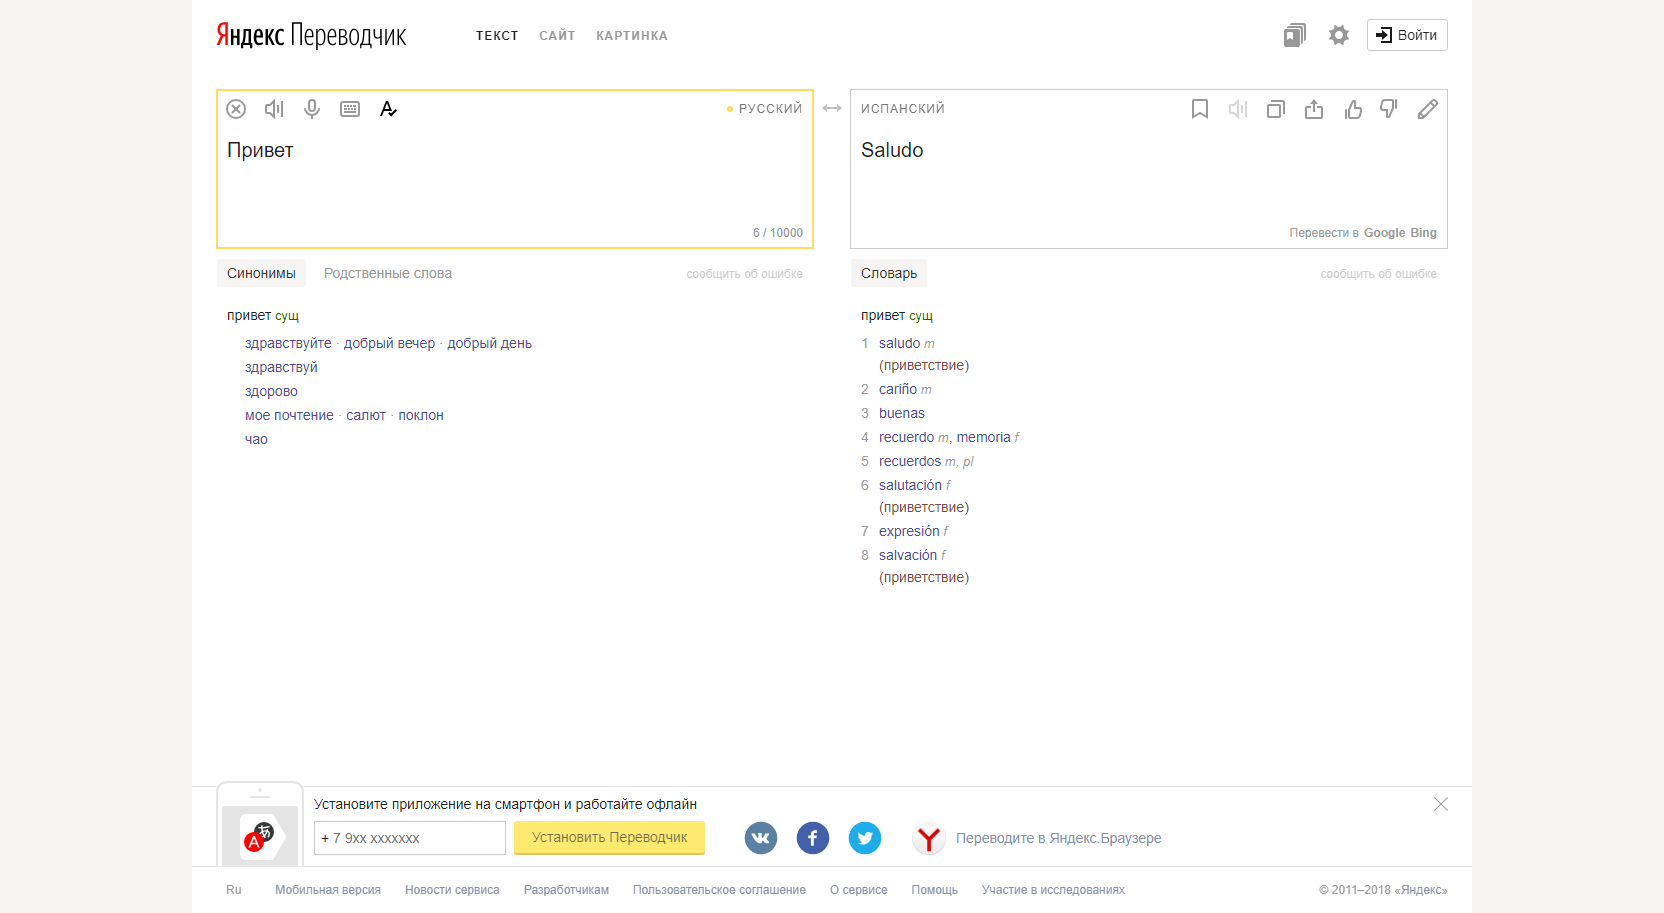 Яндекс Переводчик
ТЕКСТ САЙТ КАРТИНКА
Войти
РУССКИЙ
Привет
6 / 10000
ИСПАНСКИЙ
Saludo
Перевести в Google Bing
Синонимы Родственные слова сообщить об ошибке
привет сущ
здравствуйте · добрый вечер · добрый день
здравствуй
здорово
мое почтение · салют · поклон
чао
Словарь сообщить об ошибке
привет сущ
1 saludo m
(приветствие)
2 cariño m
3 buenas
4 recuerdo m, memoria f
5 recuerdos m, pl
6 salutación f
(приветствие)
7 expresión f
8 salvación f
(приветствие)
Установите приложение на смартфон и работайте офлайн
+ 7 9xx xxxxxxx Установить Переводчик Переводите в Яндекс.Браузере
Ru Мобильная версия Новости сервиса Разработчикам Пользовательское соглашение О сервисе Помощь Участие в исследованиях © 2011–2018 «Яндекс»